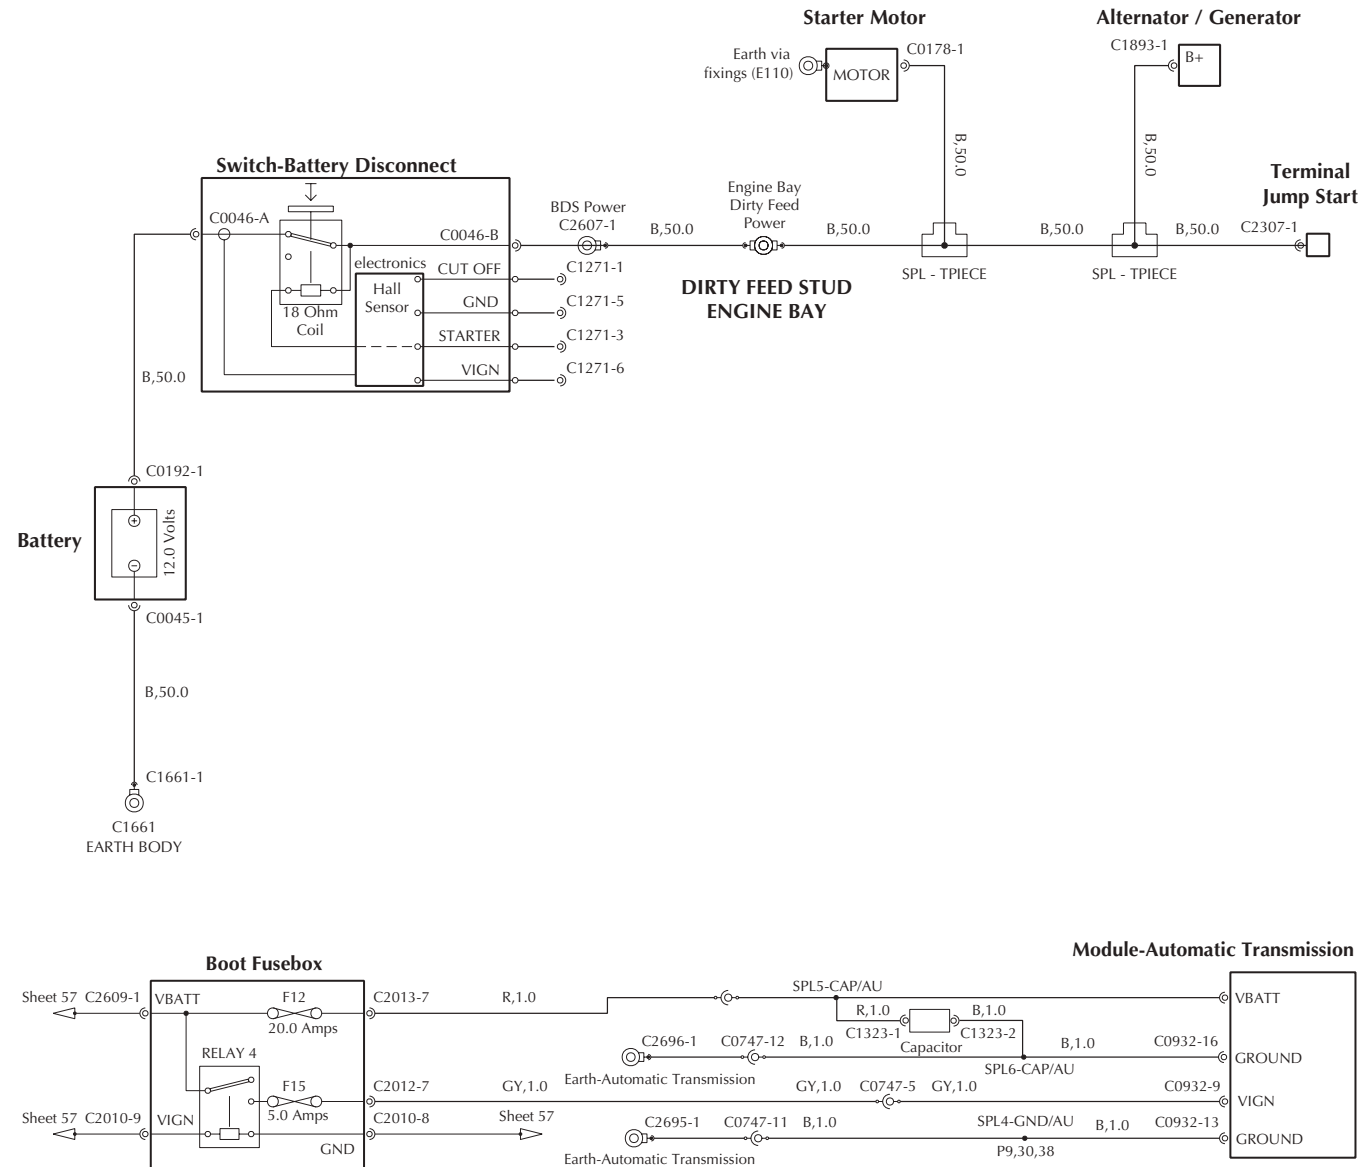 Starter Motor
Alternator / Generator
Earth via
fixings (E110)
MOTOR
C0178-1
C1893-1
B+
B,50.0
B,50.0
Terminal
Jump Start
Switch-Battery Disconnect
C0046-A
C0046-B
BDS Power
C2607-1
B,50.0
Engine Bay
Dirty Feed
Power
B,50.0
B,50.0
B,50.0
C2307-1
SPL - TPIECE
SPL - TPIECE
DIRTY FEED STUD
ENGINE BAY
electronics
Hall
Sensor
18 Ohm
Coil
CUT OFF
C1271-1
GND
C1271-5
STARTER
C1271-3
VIGN
C1271-6
B,50.0
C0192-1
Battery
12.0 Volts
C0045-1
B,50.0
C1661-1
C1661
EARTH BODY
Boot Fusebox
Module-Automatic Transmission
Sheet 57 C2609-1
VBATT
F12
20.0 Amps
C2013-7
R,1.0
SPL5-CAP/AU
VBATT
R,1.0
B,1.0
C1323-1
C1323-2
Capacitor
RELAY 4
C2696-1
C0747-12
B,1.0
B,1.0
C0932-16
GROUND
SPL6-CAP/AU
Earth-Automatic Transmission
F15
5.0 Amps
C2012-7
GY,1.0
GY,1.0
C0747-5
GY,1.0
C0932-9
VIGN
Sheet 57 C2010-9
VIGN
GND
C2010-8
Sheet 57
C2695-1
C0747-11
B,1.0
SPL4-GND/AU
B,1.0
C0932-13
GROUND
P9,30,38
Earth-Automatic Transmission